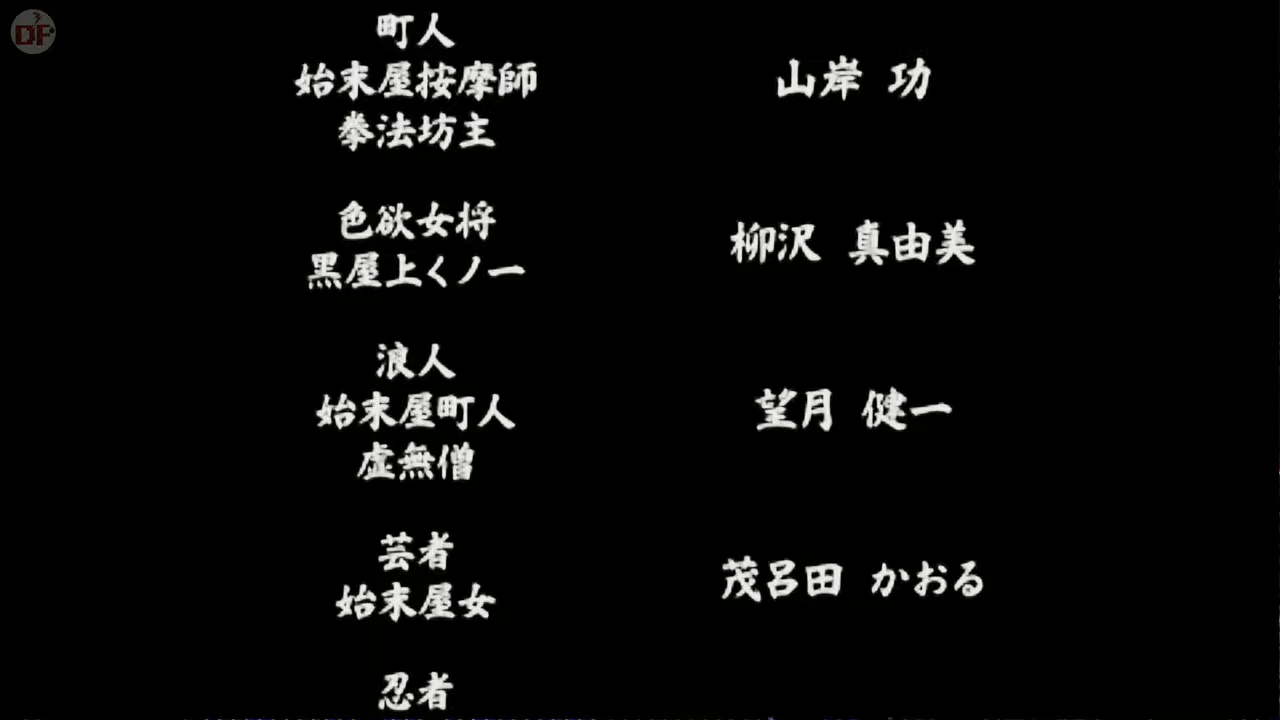 DF
町人
始末屋按摩師
山岸 功
拳法坊主
色欲女将
柳沢 真由美
黒屋上くノ一
浪人
始末屋町人
望月 健一
虚無僧
芸者
茂呂田 かおる
始末屋女
忍者